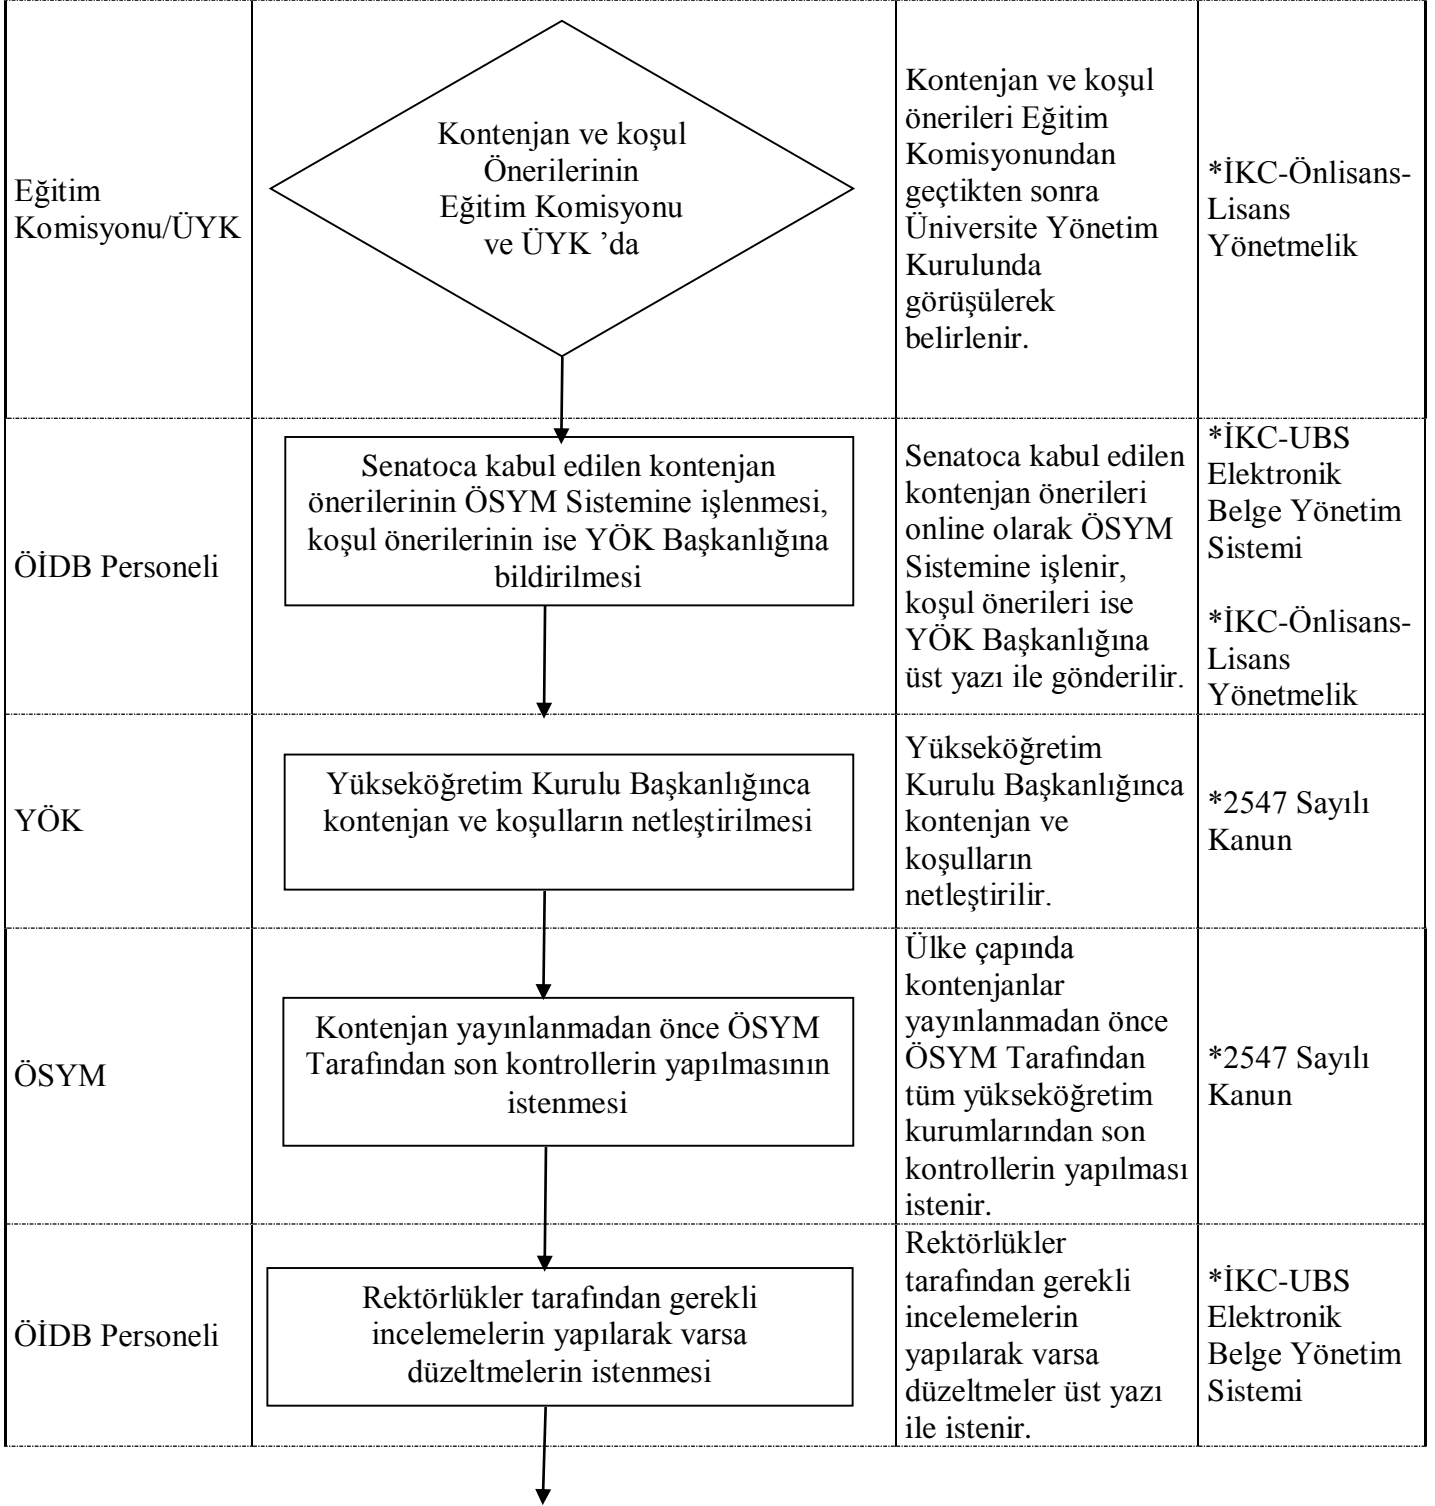 Eğitim
Komisyonu/ÜYK
Kontenjan ve koşul
Önerilerinin
Eğitim Komisyonu
ve ÜYK ’da
Kontenjan ve koşul
önerileri Eğitim
Komisyonundan
geçtikten sonra
Üniversite Yönetim
Kurulunda
görüşülerek
belirlenir.
*İKC-Önlisans-
Lisans
Yönetmelik
ÖİDB Personeli
Senatoca kabul edilen kontenjan
önerilerinin ÖSYM Sistemine işlenmesi,
koşul önerilerinin ise YÖK Başkanlığına
bildirilmesi
Senatoca kabul edilen
kontenjan önerileri
online olarak ÖSYM
Sistemine işlenir,
koşul önerileri ise
YÖK Başkanlığına
üst yazı ile gönderilir.
*İKC-UBS
Elektronik
Belge Yönetim
Sistemi
*İKC-Önlisans-
Lisans
Yönetmelik
YÖK
Yükseköğretim Kurulu Başkanlığınca
kontenjan ve koşulların netleştirilmesi
Yükseköğretim
Kurulu Başkanlığınca
kontenjan ve
koşulların
netleştirilir.
*2547 Sayılı
Kanun
ÖSYM
Kontenjan yayınlanmadan önce ÖSYM
Tarafından son kontrollerin yapılmasının
istenmesi
Ülke çapında
kontenjanlar
yayınlanmadan önce
ÖSYM Tarafından
tüm yükseköğretim
kurumlarından son
kontrollerin yapılması
istenir.
*2547 Sayılı
Kanun
ÖİDB Personeli
Rektörlükler tarafından gerekli
incelemelerin yapılarak varsa
düzeltmelerin istenmesi
Rektörlükler
tarafından gerekli
incelemelerin
yapılarak varsa
düzeltmeler üst yazı
ile istenir.
*İKC-UBS
Elektronik
Belge Yönetim
Sistemi